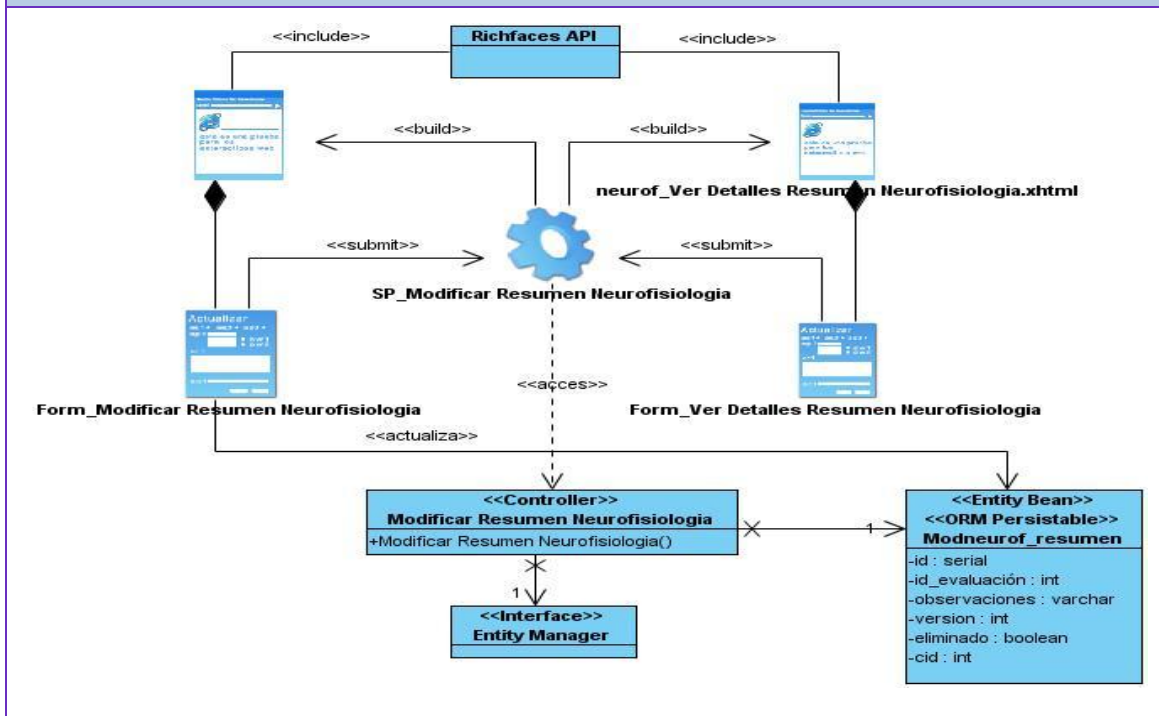 <<include>>
Richfaces API
<<include>>
<<build>>
<<build>>
neurof_Ver Detalles Resumen Neurofisiologia.xhtml
<<submit>>
<<submit>>
SP_Modificar Resumen Neurofisiologia
Actualizar
Actualizar
<<acces>>
Form_Modificar Resumen Neurofisiologia
Form_Ver Detalles Resumen Neurofisiologia
<<actualiza>>
<<Controller>>
Modificar Resumen Neurofisiologia
+Modificar Resumen Neurofisiologia()
1
<<Entity Bean>>
<<ORM Persistable>>
Modneurof_resumen
-id : serial
-id_evaluación : int
-observaciones : varchar
-version : int
-eliminado : boolean
-cid : int
1
<<Interface>>
Entity Manager